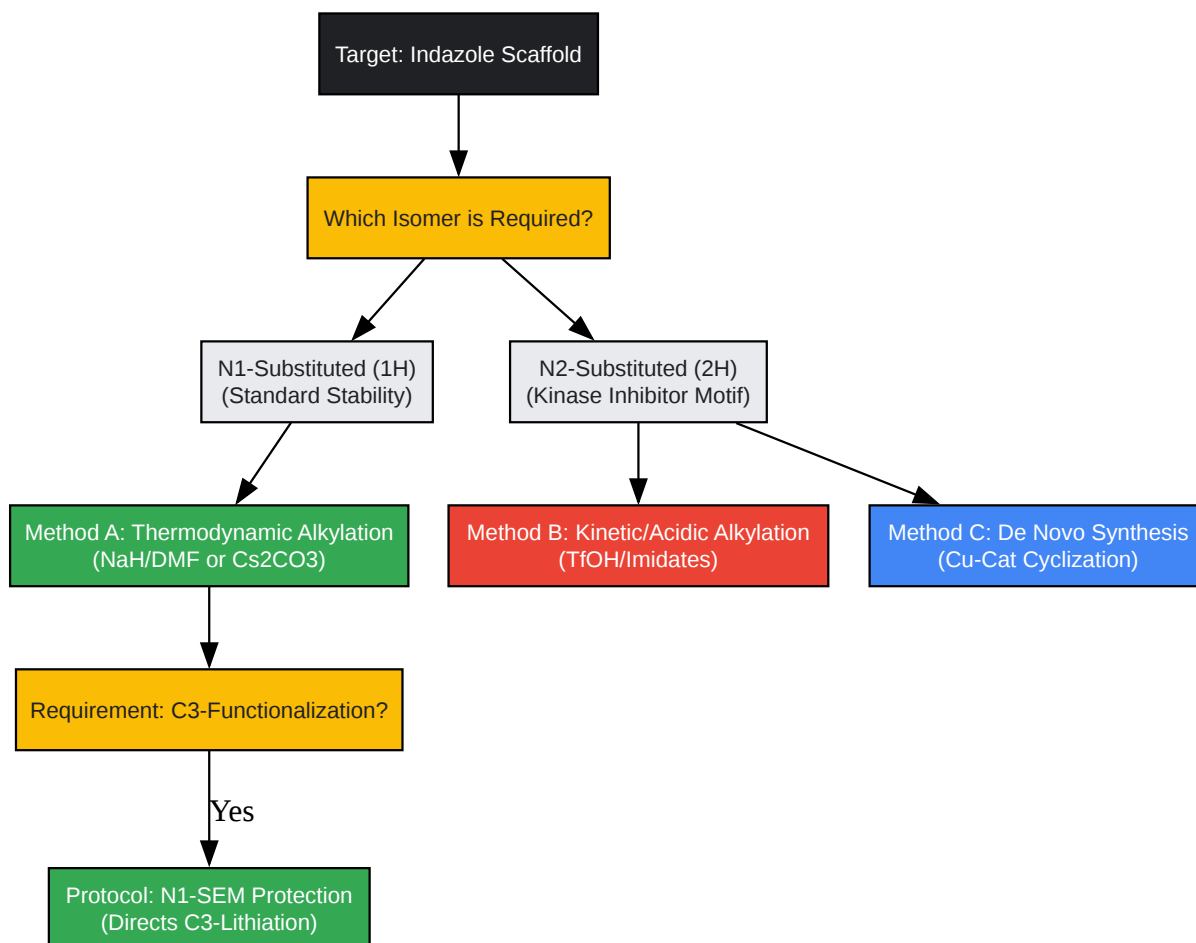 Target: Indazole Scaffold
Which Isomer is Required?
N1-Substituted (1H)
(Standard Stability)
N2-Substituted (2H)
(Kinase Inhibitor Motif)
Method A: Thermodynamic Alkylation
(NaH/DMF or Cs2CO3)
Method B: Kinetic/Acidic Alkylation
(TfOH/Imidates)
Method C: De Novo Synthesis
(Cu-Cat Cyclization)
Requirement: C3-Functionalization?
Yes
Protocol: N1-SEM Protection
(Directs C3-Lithiation)